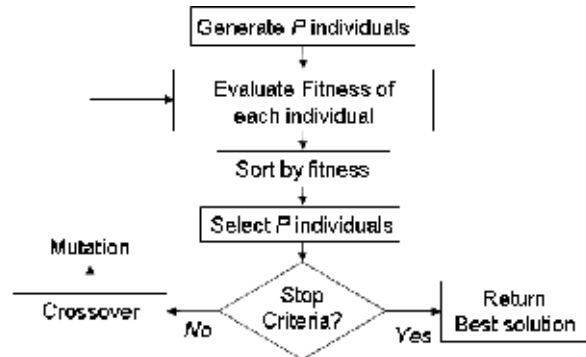 Generate P individuals
Evaluate Fitness of
each individual
Sort by fitness
Select P individuals
Mutation
Crossover
No
Stop
Criteria?
Yes
Return
Best solution